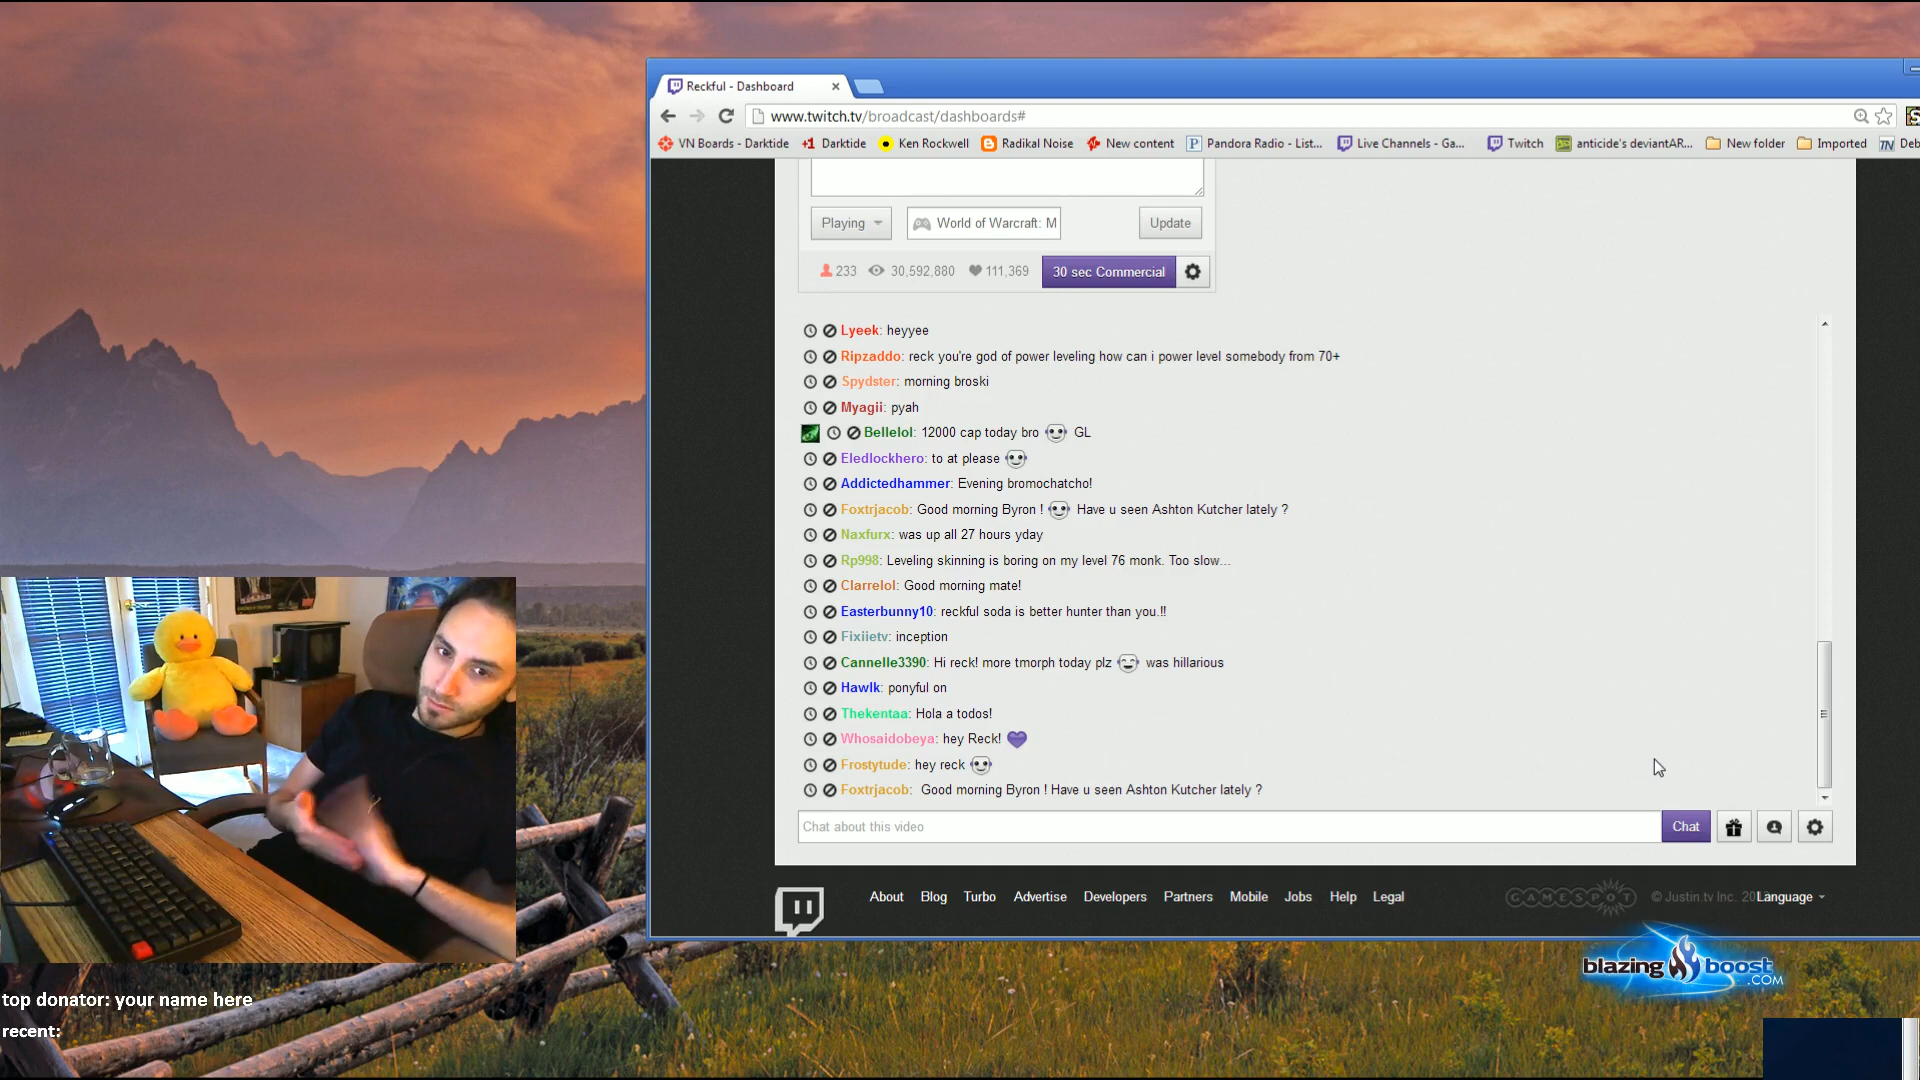 Reckful - Dashboard
www.twitch.tv/broadcast/dashboards#
VN Boards - Darktide
+1 Darktide
Ken Rockwell
Radikal Noise
New content
Pandora Radio - List...
Live Channels - Ga...
Twitch
anticide's deviantAR...
New folder
Imported
TN Deb
Playing
World of Warcraft: M
Update
233
30,592,880
111,369
30 sec Commercial
Lyeek: heyyee
Ripzaddo: reck you're god of power leveling how can i power level somebody from 70+
Spydster: morning broski
Myagii: pyah
Bellelol: 12000 cap today bro GL
Eledlockhero: to at please
Addictedhammer: Evening bromochatcho!
Foxtrjacob: Good morning Byron ! Have u seen Ashton Kutcher lately ?
Naxfurx: was up all 27 hours yday
Rp998: Leveling skinning is boring on my level 76 monk. Too slow...
Clarrelol: Good morning mate!
Easterbunny10: reckful soda is better hunter than you.!!
Fixiietv: inception
Cannelle3390: Hi reck! more tmorph today plz was hillarious
Hawlk: ponyful on
Thekentaa: Hola a todos!
Whosaidobeya: hey Reck!
Frostytude: hey reck
Foxtrjacob: Good morning Byron ! Have u seen Ashton Kutcher lately ?
Chat about this video
Chat
About
Blog
Turbo
Advertise
Developers
Partners
Mobile
Jobs
Help
Legal
GAMESPOT
© Justin.tv Inc. 20
Language
blazing boost
.COM
top donator: your name here
recent: